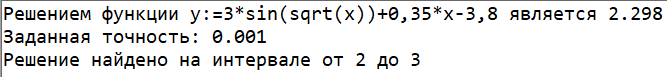 Решением функции y:=3*sin(sqrt(x))+0,35*x-3,8 является 2.298
Заданная точность: 0.001
Решение найдено на интервале от 2 до 3